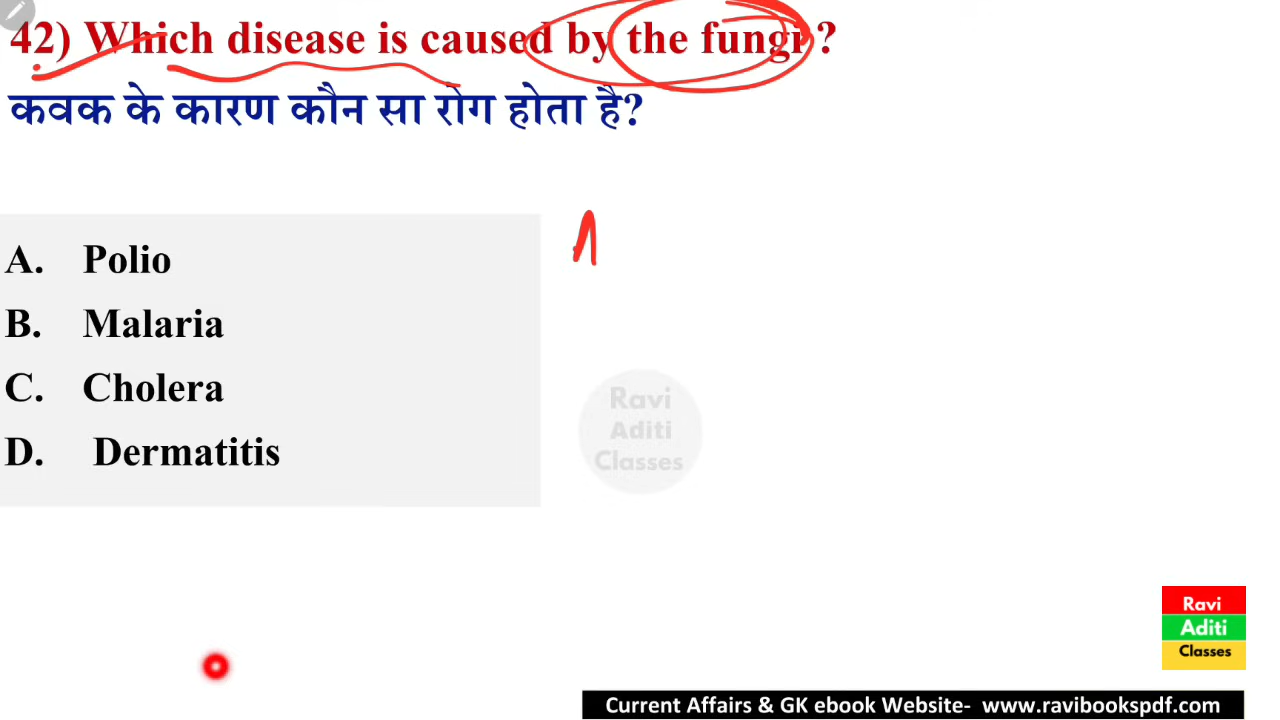 42) Which disease is caused by the fungi ?
कवक के कारण कौन सा रोग होता है?
A. Polio
B. Malaria
C. Cholera
D. Dermatitis
Ravi
Aditi
Classes
Ravi
Aditi
Classes
Current Affairs & GK ebook Website- www.ravibookspdf.com